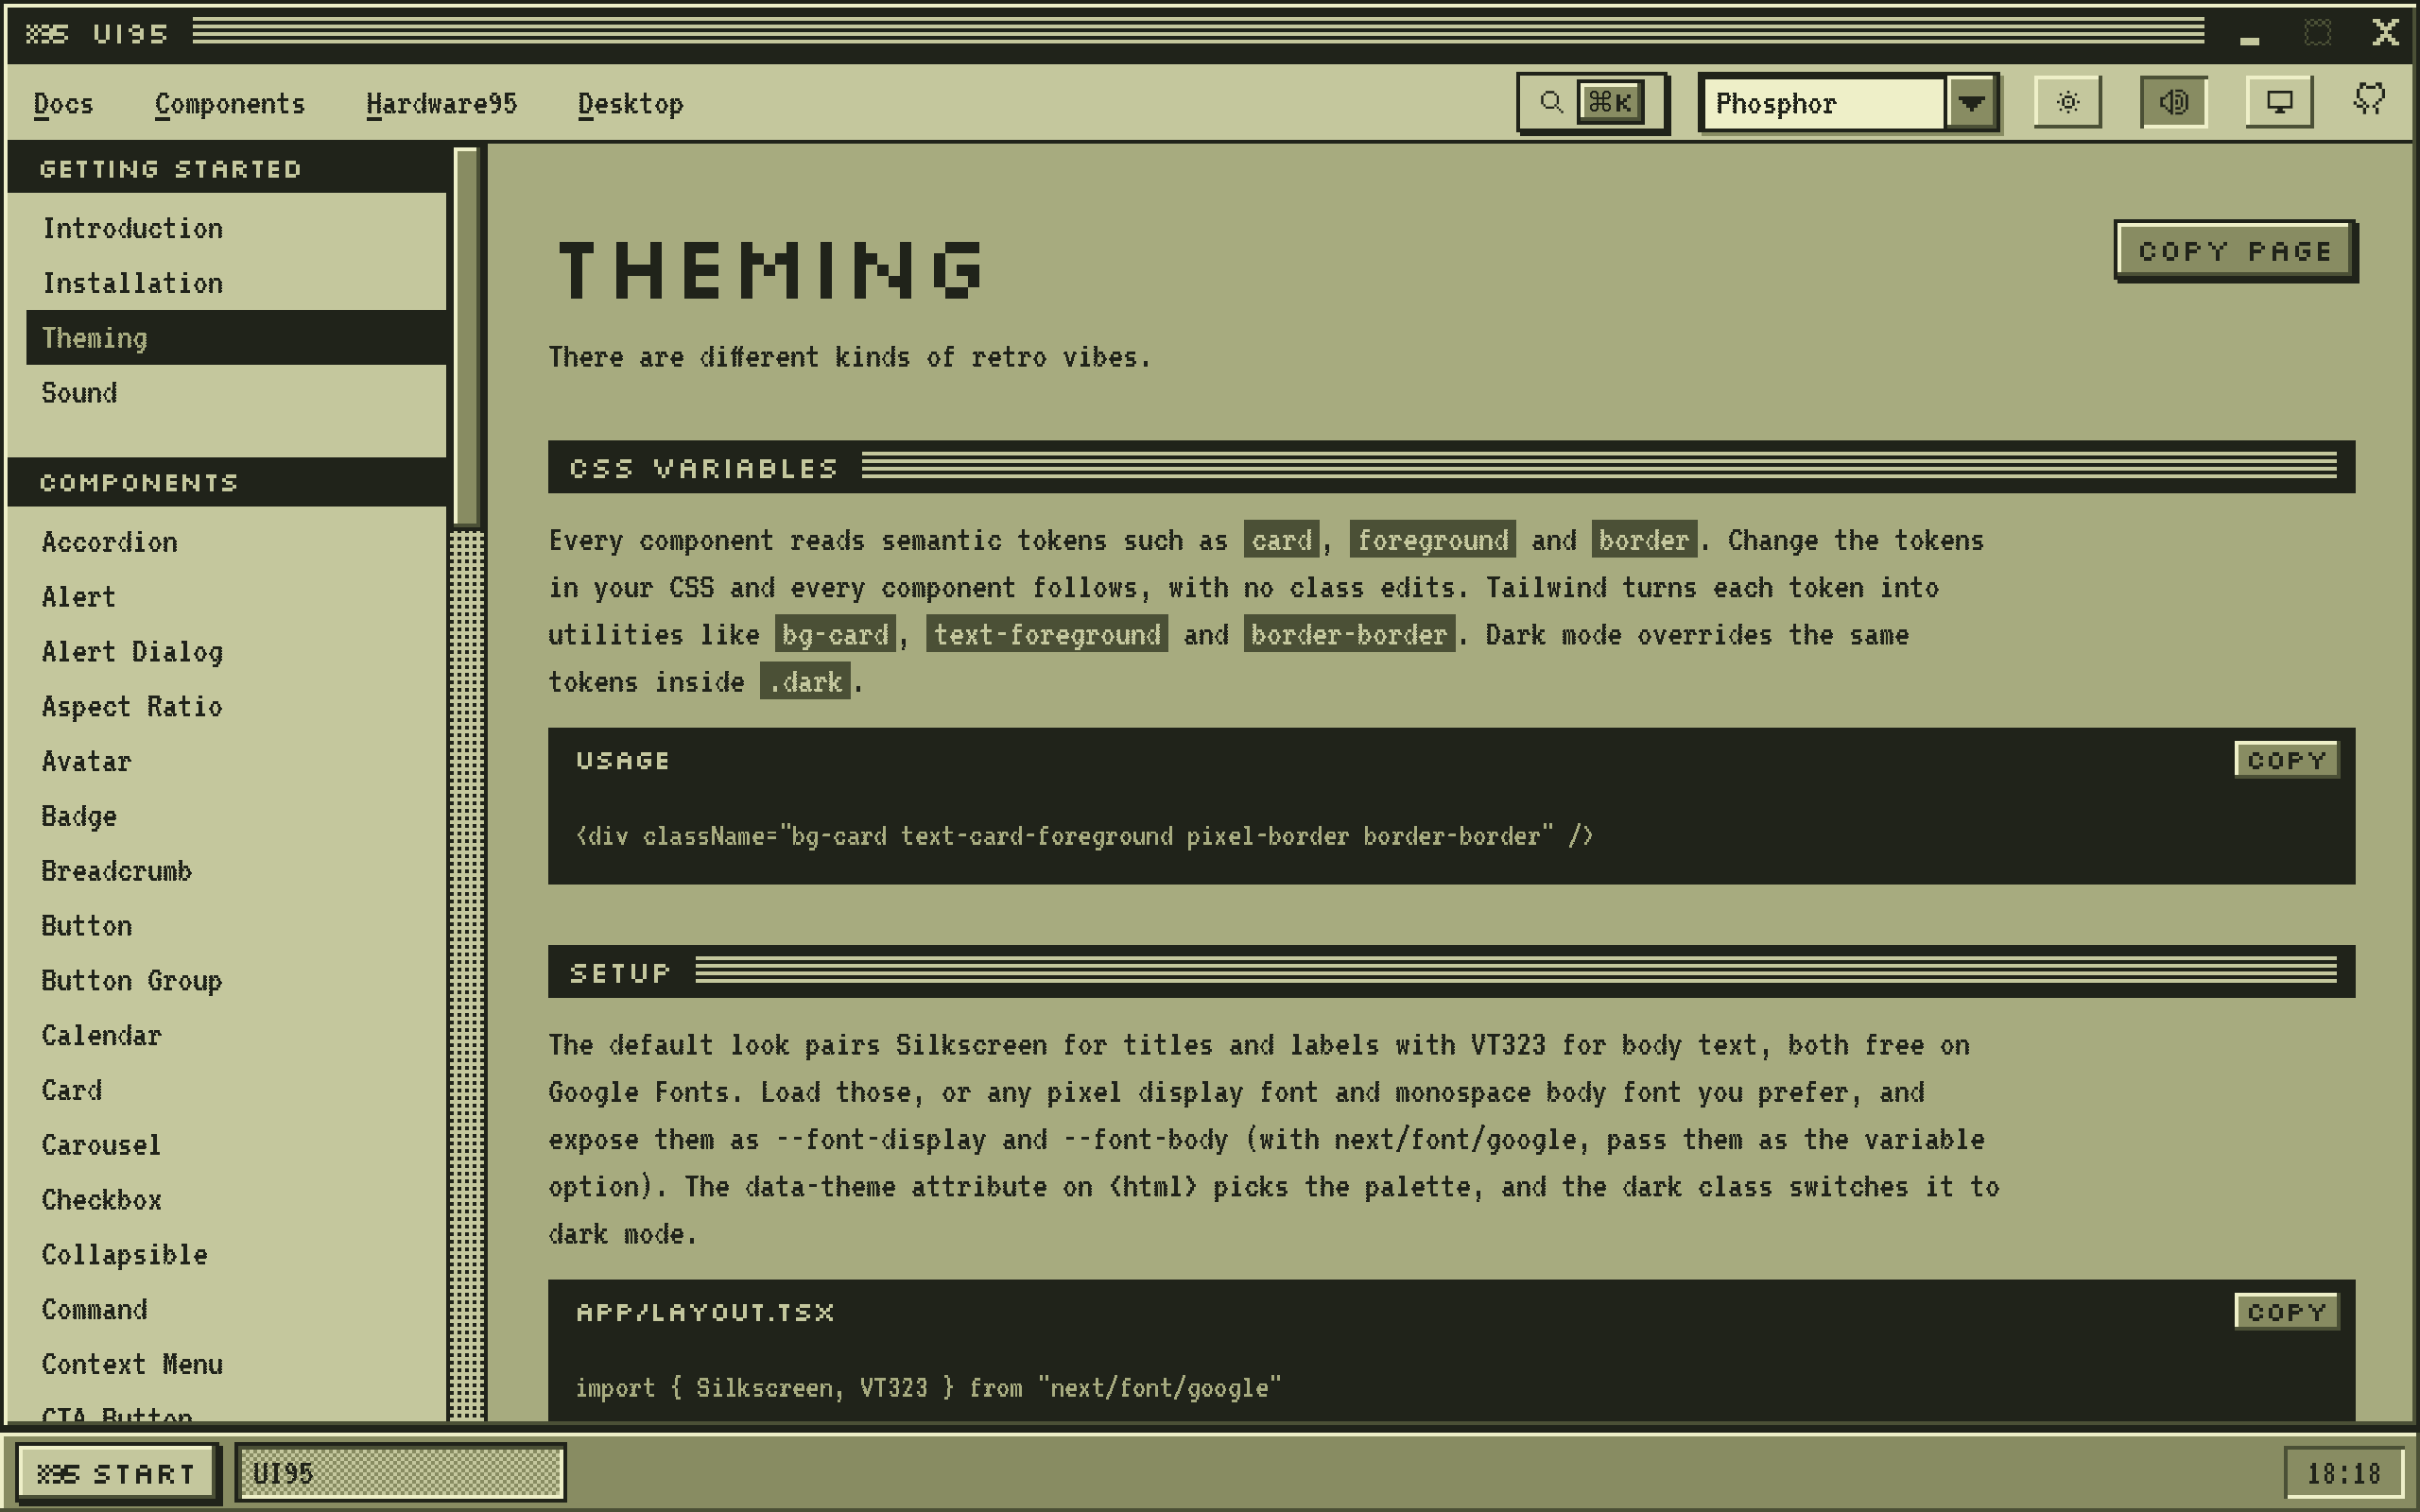 UI95
Docs Components Hardware95 Desktop ⌘K Phosphor
GETTING STARTED
Introduction
Installation
Theming
Sound
COMPONENTS
Accordion
Alert
Alert Dialog
Aspect Ratio
Avatar
Badge
Breadcrumb
Button
Button Group
Calendar
Card
Carousel
Checkbox
Collapsible
Command
Context Menu
CTA Button
THEMING
COPY PAGE
There are different kinds of retro vibes.
CSS VARIABLES
Every component reads semantic tokens such as card, foreground and border. Change the tokens
in your CSS and every component follows, with no class edits. Tailwind turns each token into
utilities like bg-card, text-foreground and border-border. Dark mode overrides the same
tokens inside .dark.
USAGE
COPY
<div className="bg-card text-card-foreground pixel-border border-border" />
SETUP
The default look pairs Silkscreen for titles and labels with VT323 for body text, both free on
Google Fonts. Load those, or any pixel display font and monospace body font you prefer, and
expose them as --font-display and --font-body (with next/font/google, pass them as the variable
option). The data-theme attribute on <html> picks the palette, and the dark class switches it to
dark mode.
APP/LAYOUT.TSX
COPY
import { Silkscreen, VT323 } from "next/font/google"
START
UI95
18:18